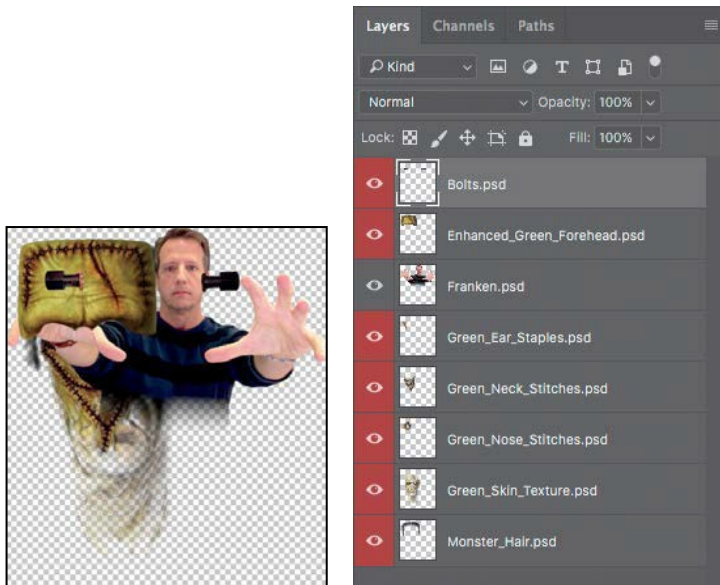 Layers Channels Paths
Kind
Normal Opacity: 100%
Lock: Fill: 100%
Bolts.psd
Enhanced_Green_Forehead.psd
Franken.psd
Green_Ear_Staples.psd
Green_Neck_Stitches.psd
Green_Nose_Stitches.psd
Green_Skin_Texture.psd
Monster_Hair.psd